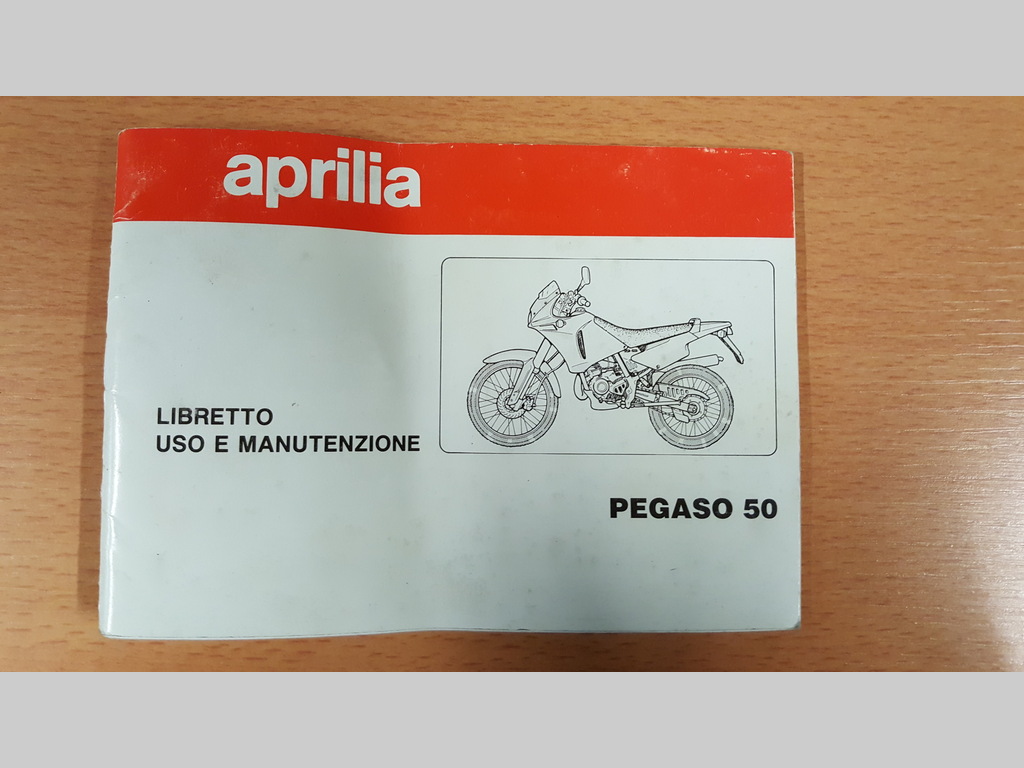 aprilia
LIBRETTO
USO E MANUTENZIONE
PEGASO 50